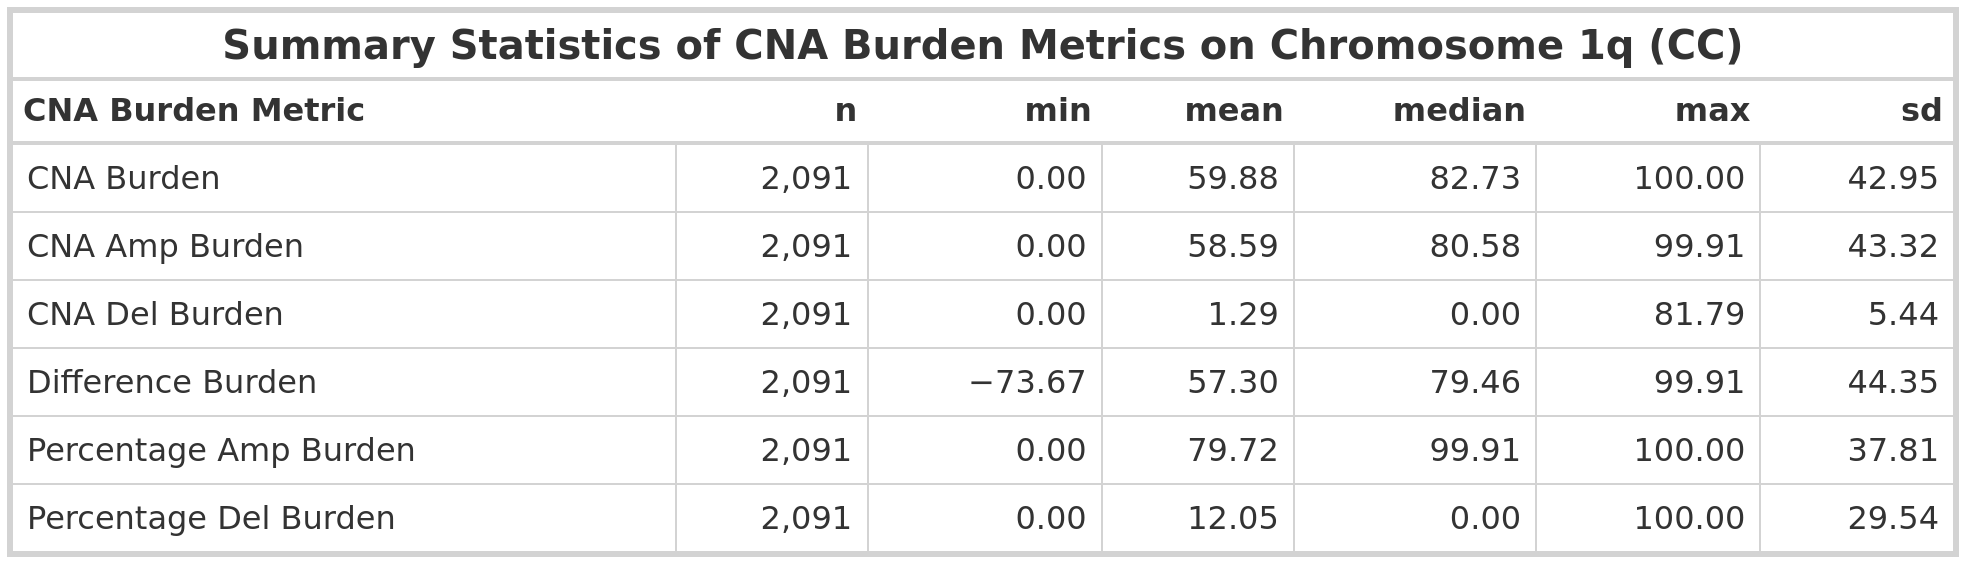 Summary Statistics of CNA Burden Metrics on Chromosome 1q (CC)
CNA Burden Metric n min mean median max sd
CNA Burden 2,091 0.00 59.88 82.73 100.00 42.95
CNA Amp Burden 2,091 0.00 58.59 80.58 99.91 43.32
CNA Del Burden 2,091 0.00 1.29 0.00 81.79 5.44
Difference Burden 2,091 −73.67 57.30 79.46 99.91 44.35
Percentage Amp Burden 2,091 0.00 79.72 99.91 100.00 37.81
Percentage Del Burden 2,091 0.00 12.05 0.00 100.00 29.54